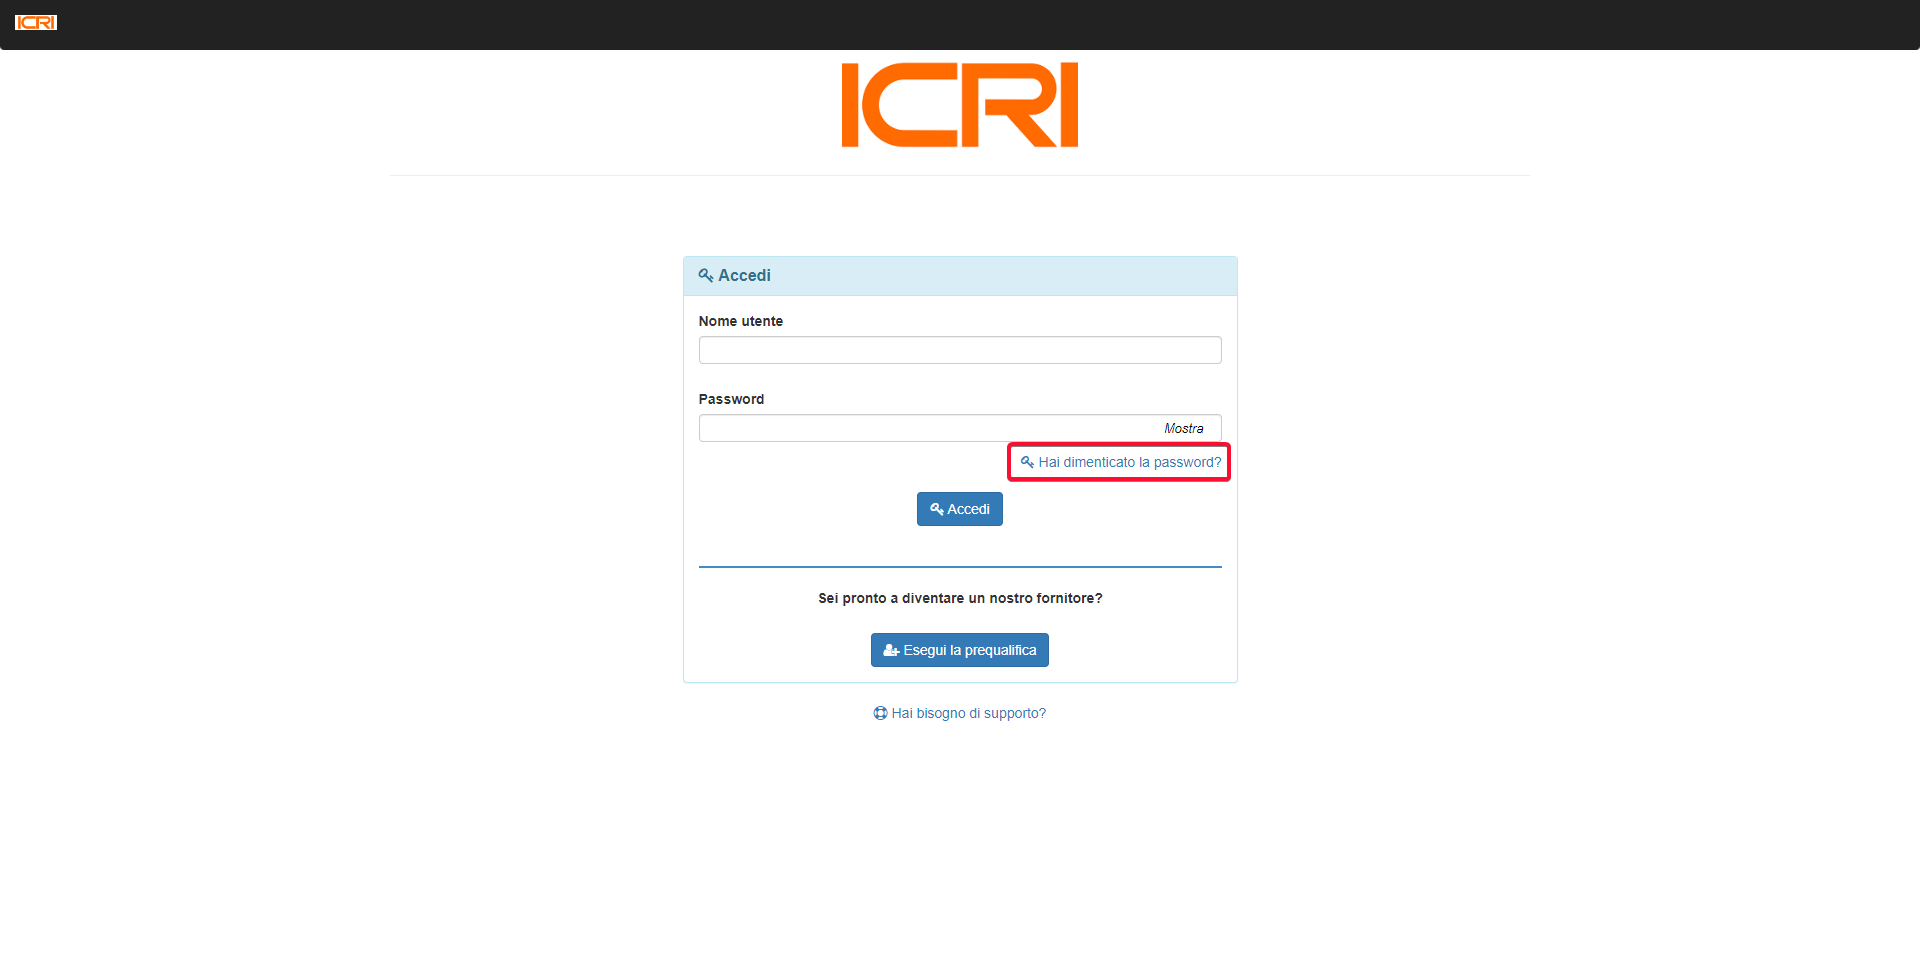 ICRI
ICRI
Accedi
Nome utente
Password
Mostra
Hai dimenticato la password?
Accedi
Sei pronto a diventare un nostro fornitore?
Esegui la prequalifica
Hai bisogno di supporto?